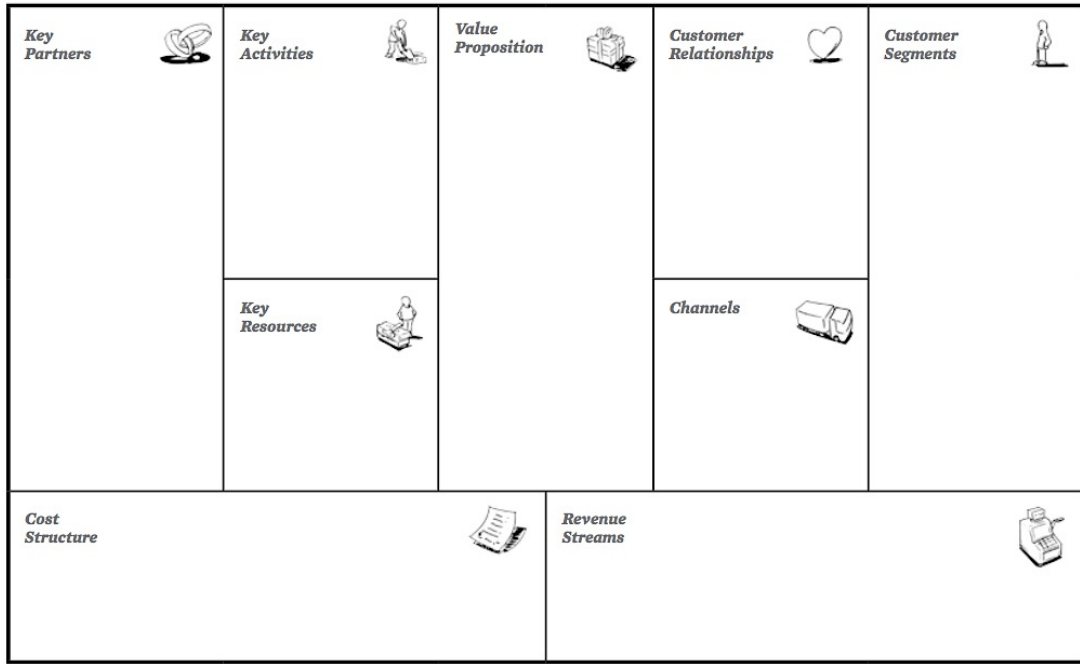 Key
Partners
Key
Activities
Value
Proposition
Customer
Relationships
Customer
Segments
Key
Resources
Channels
Cost
Structure
Revenue
Streams